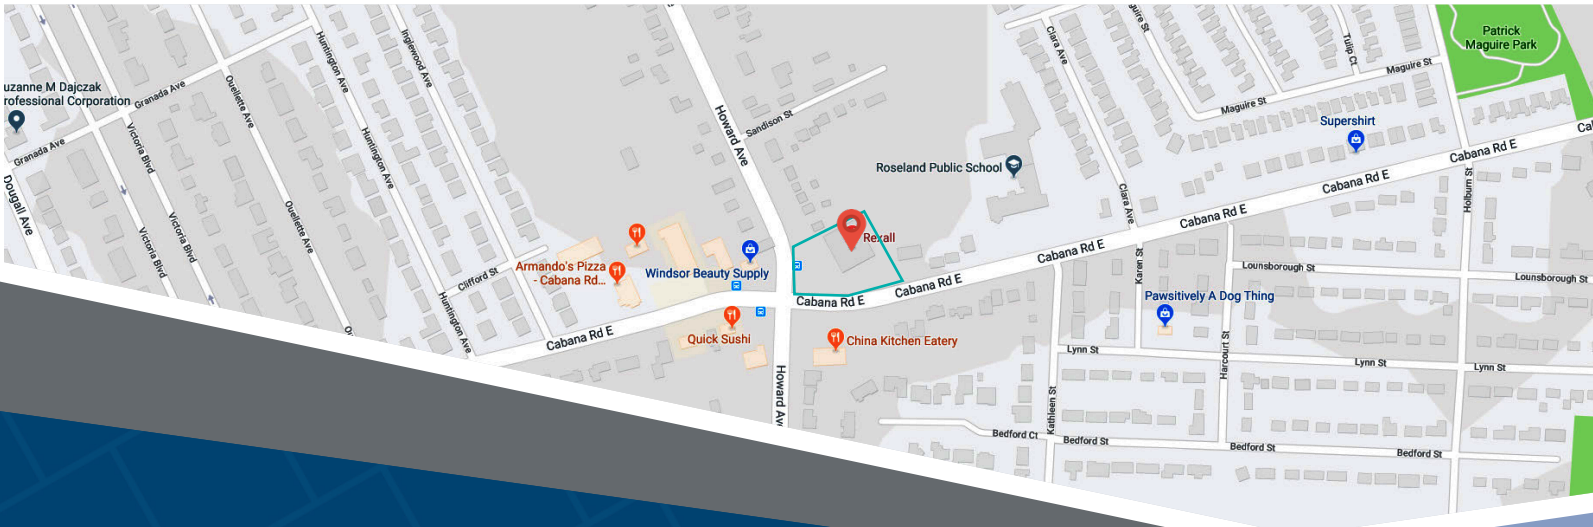 uzanne M Dajczak
rofessional Corporation
Granada Ave
Granada Ave
Dougall Ave
Victoria Blvd
Victoria Blvd
Victoria Blvd
Ouellette Ave
Ouellette Ave
Huntington Ave
Huntington Ave
Huntington Ave
Inglewood Ave
Clifford St
Armando's Pizza
- Cabana Rd...
Windsor Beauty Supply
Quick Sushi
Cabana Rd E
Howard Ave
Sandison St
Rexall
Cabana Rd E
Cabana Rd E
Howard Av
China Kitchen Eatery
Roseland Public School
Clara Ave
Clara Ave
Cabana Rd E
Cabana Rd E
Cabana Rd E
Cabana Rd E
Maguire St
Maguire St
Tulip Ct
Supershirt
Patrick
Maguire Park
Holburn St
Karen St
Lounsborough St
Lounsborough St
Pawsitively A Dog Thing
Harcourt St
Lynn St
Lynn St
Lynn St
Kathleen St
Bedford Ct
Bedford St
Bedford St
Bedford St